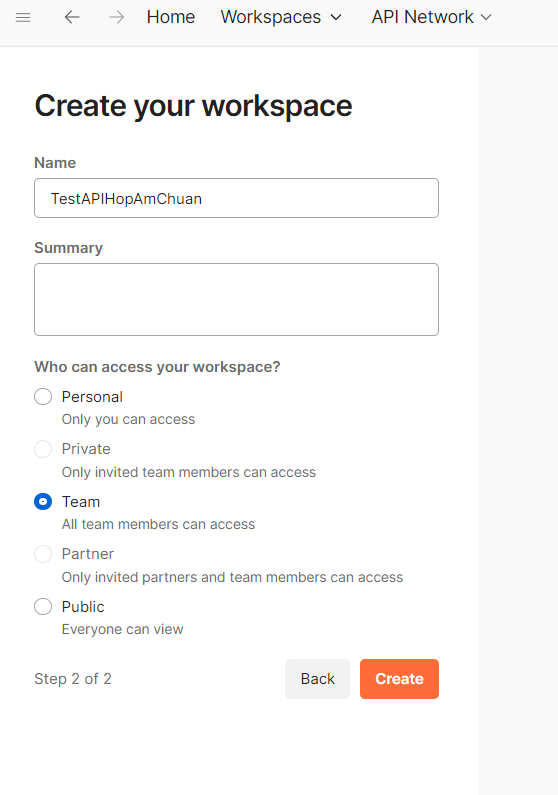 Home Workspaces API Network
Create your workspace
Name
TestAPIHopAmChuan
Summary
Who can access your workspace?
Personal
Only you can access
Private
Only invited team members can access
Team
All team members can access
Partner
Only invited partners and team members can access
Public
Everyone can view
Step 2 of 2 Back Create